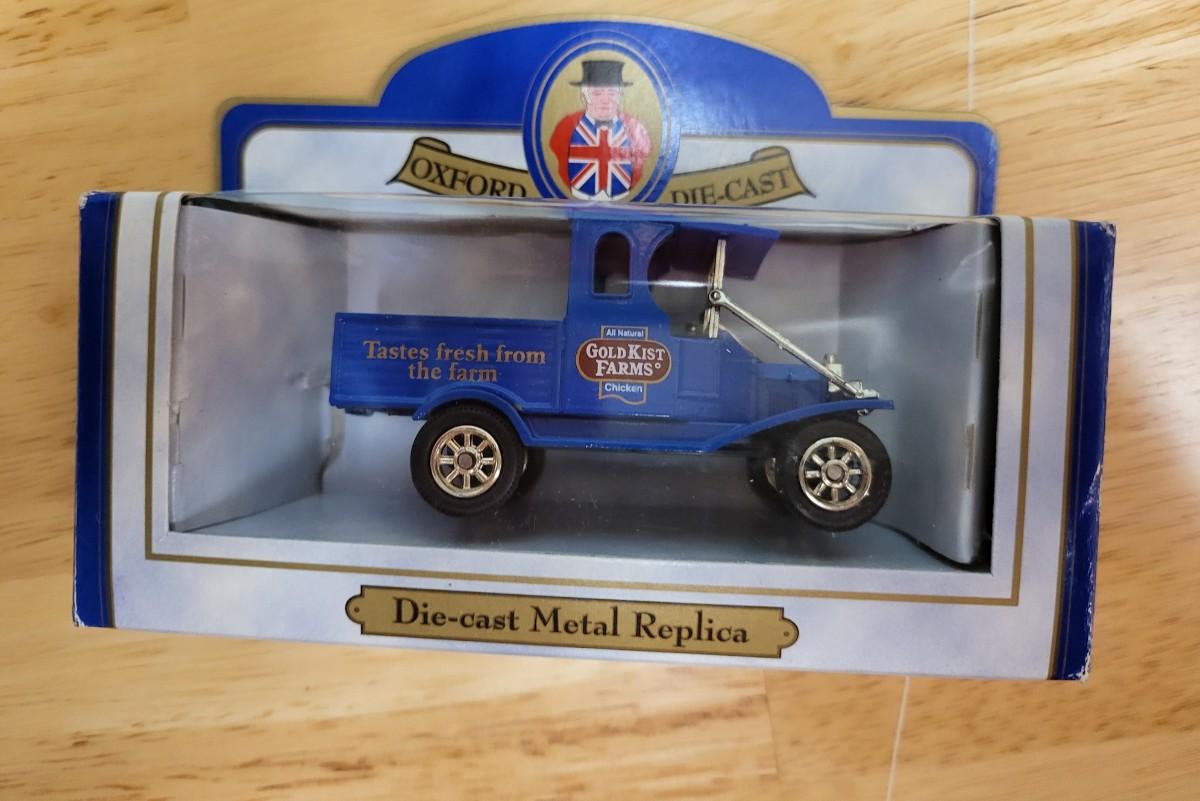 OXFORD DIE-CAST
Tastes fresh from
the farm
All Natural
GOLD KIST
FARMS®
Chicken
Die-cast Metal Replica